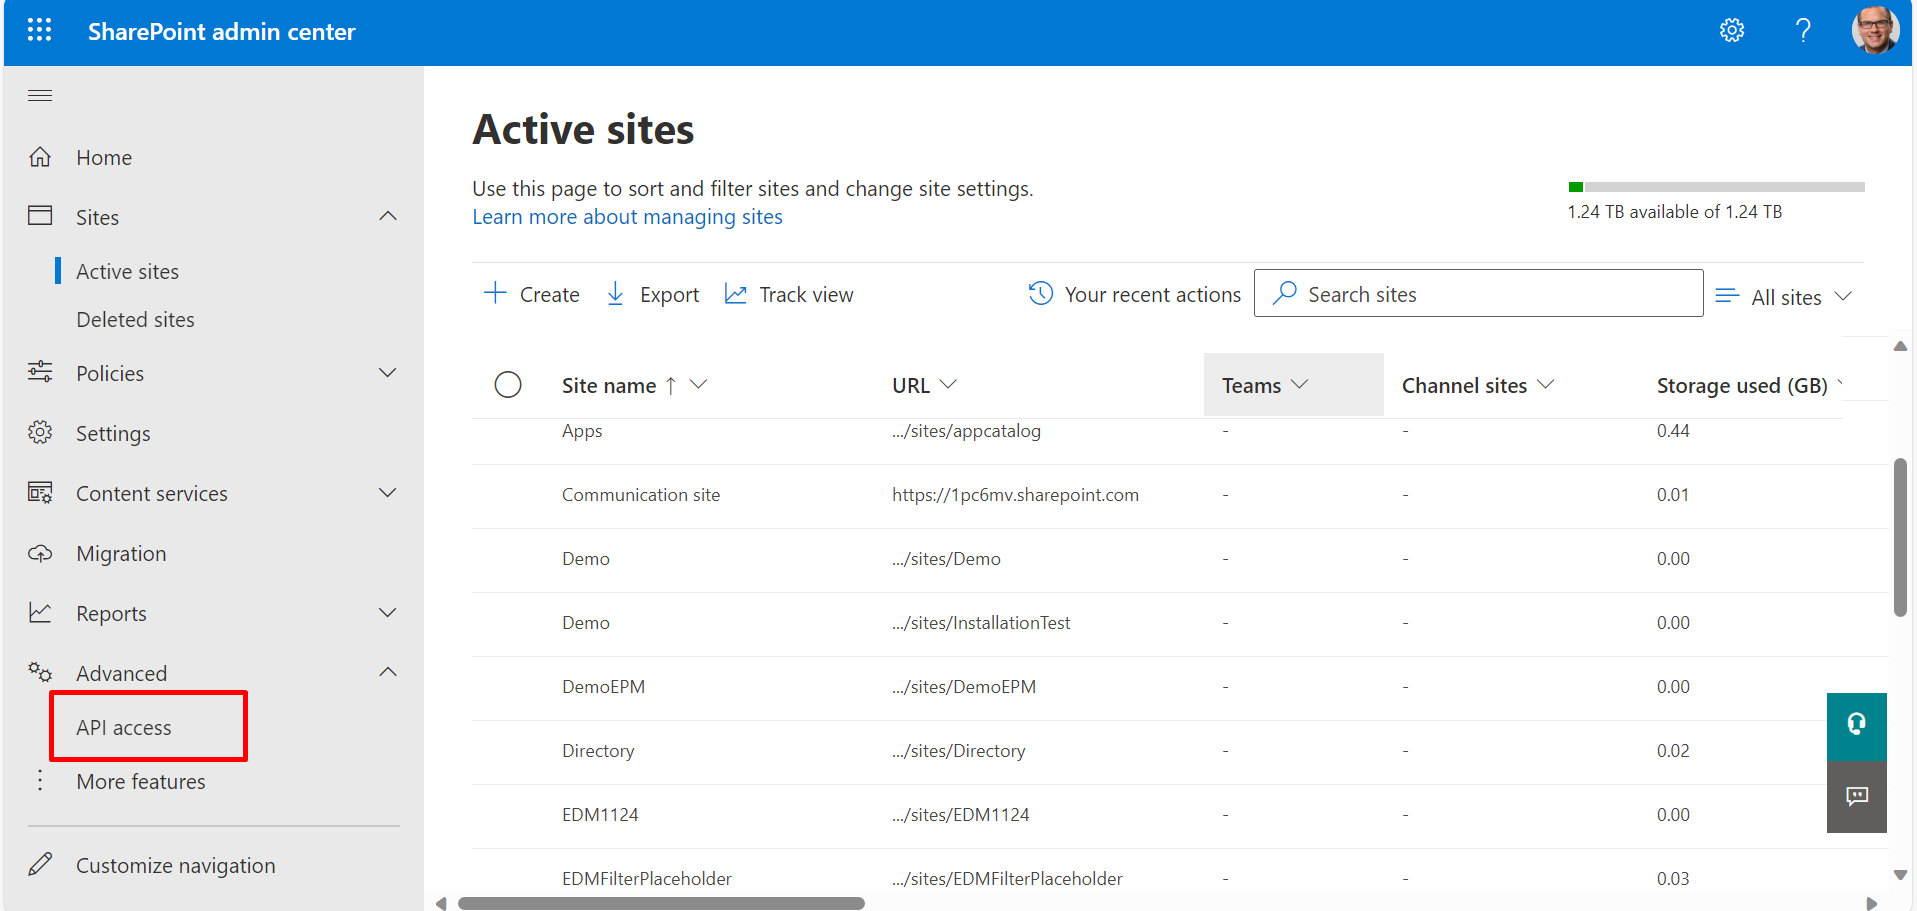 SharePoint admin center
Home
Sites
Active sites
Deleted sites
Policies
Settings
Content services
Migration
Reports
Advanced
API access
More features
Customize navigation
Active sites
Use this page to sort and filter sites and change site settings.
Learn more about managing sites
1.24 TB available of 1.24 TB
Create Export Track view Your recent actions Search sites All sites
Site name ↑ URL Teams Channel sites Storage used (GB)
Apps .../sites/appcatalog - - 0.44
Communication site https://1pc6mv.sharepoint.com - - 0.01
Demo .../sites/Demo - - 0.00
Demo .../sites/InstallationTest - - 0.00
DemoEPM .../sites/DemoEPM - - 0.00
Directory .../sites/Directory - - 0.02
EDM1124 .../sites/EDM1124 - - 0.00
EDMFilterPlaceholder .../sites/EDMFilterPlaceholder - - 0.03